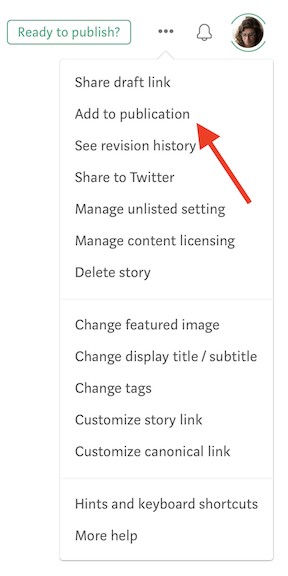 Ready to publish?
Share draft link
Add to publication
See revision history
Share to Twitter
Manage unlisted setting
Manage content licensing
Delete story
Change featured image
Change display title / subtitle
Change tags
Customize story link
Customize canonical link
Hints and keyboard shortcuts
More help